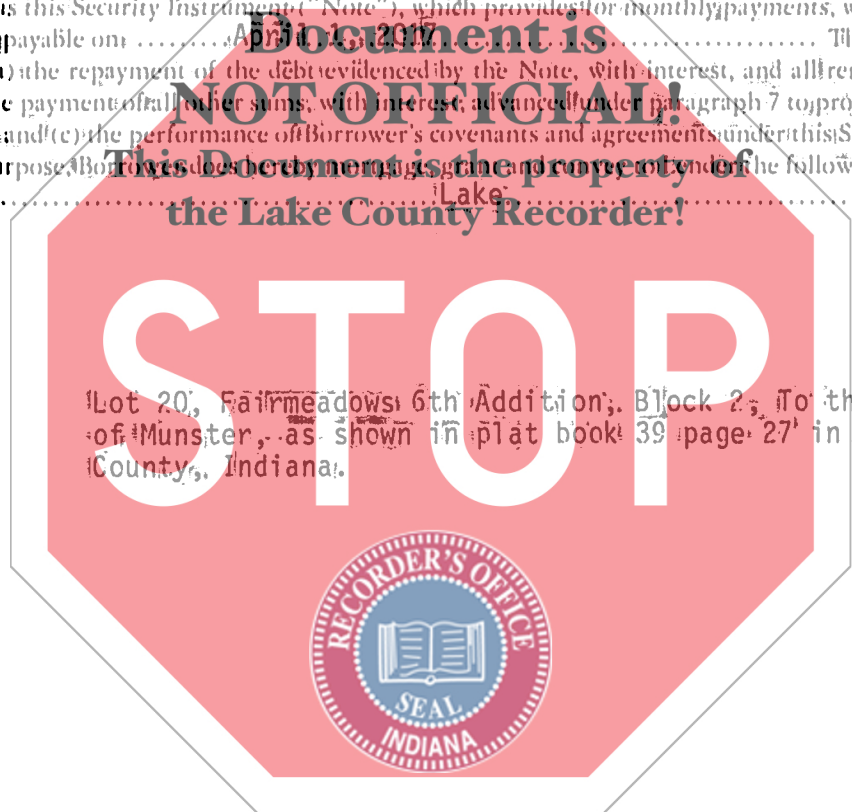 s this Security Instrument ("Note"), which provides for monthly payments, w
payable on April 1, 2017
) the repayment of the debt evidenced by the Note, with interest, and all re
e payment of all other sums, with interest, advanced under paragraph 7 to pro
and (c) the performance of Borrower's covenants and agreements under this S
rpose, Borrower does hereby mortgage, grant and convey to Lender the follow
Lake
Document is
NOT OFFICIAL!
This Document is the property of
the Lake County Recorder!
STOP
Lot 20, Fairmeadows 6th Addition, Block 2, To th
of Munster, as shown in plat book 39 page 27 in
County, Indiana.
RECORDER'S OFFICE
SEAL
INDIANA